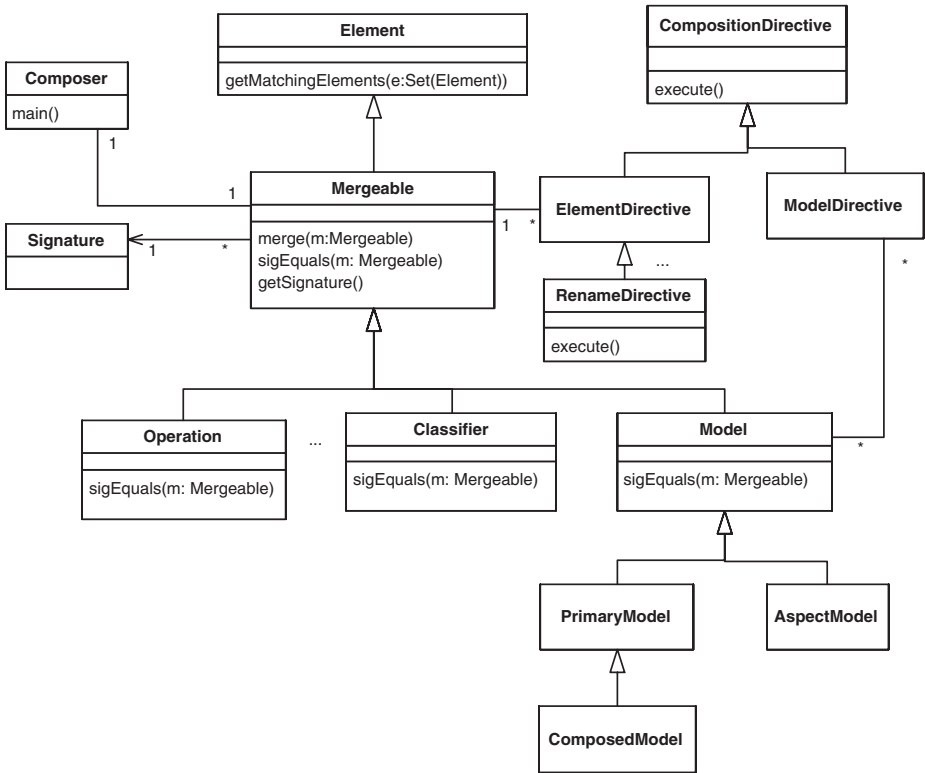 Element
getMatchingElements(e:Set(Element))
CompositionDirective
execute()
Composer
main()
1
1
Mergeable
merge(m:Mergeable)
sigEquals(m: Mergeable)
getSignature()
1
*
ElementDirective
ModelDirective
*
Signature
1
*
...
RenameDirective
execute()
Operation
sigEquals(m: Mergeable)
...
Classifier
sigEquals(m: Mergeable)
Model
sigEquals(m: Mergeable)
*
PrimaryModel
AspectModel
ComposedModel